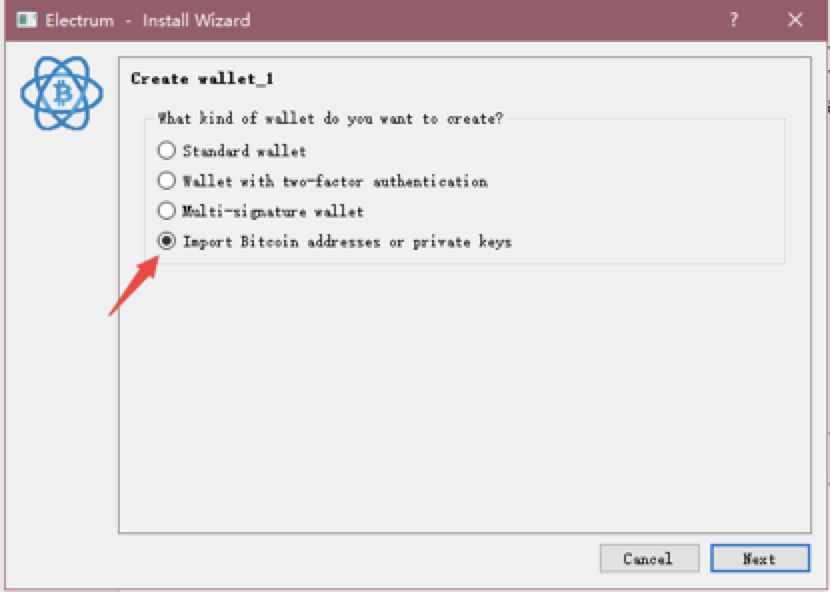 Electrum - Install Wizard
Create wallet_1
What kind of wallet do you want to create?
Standard wallet
Wallet with two-factor authentication
Multi-signature wallet
Import Bitcoin addresses or private keys
Cancel
Next